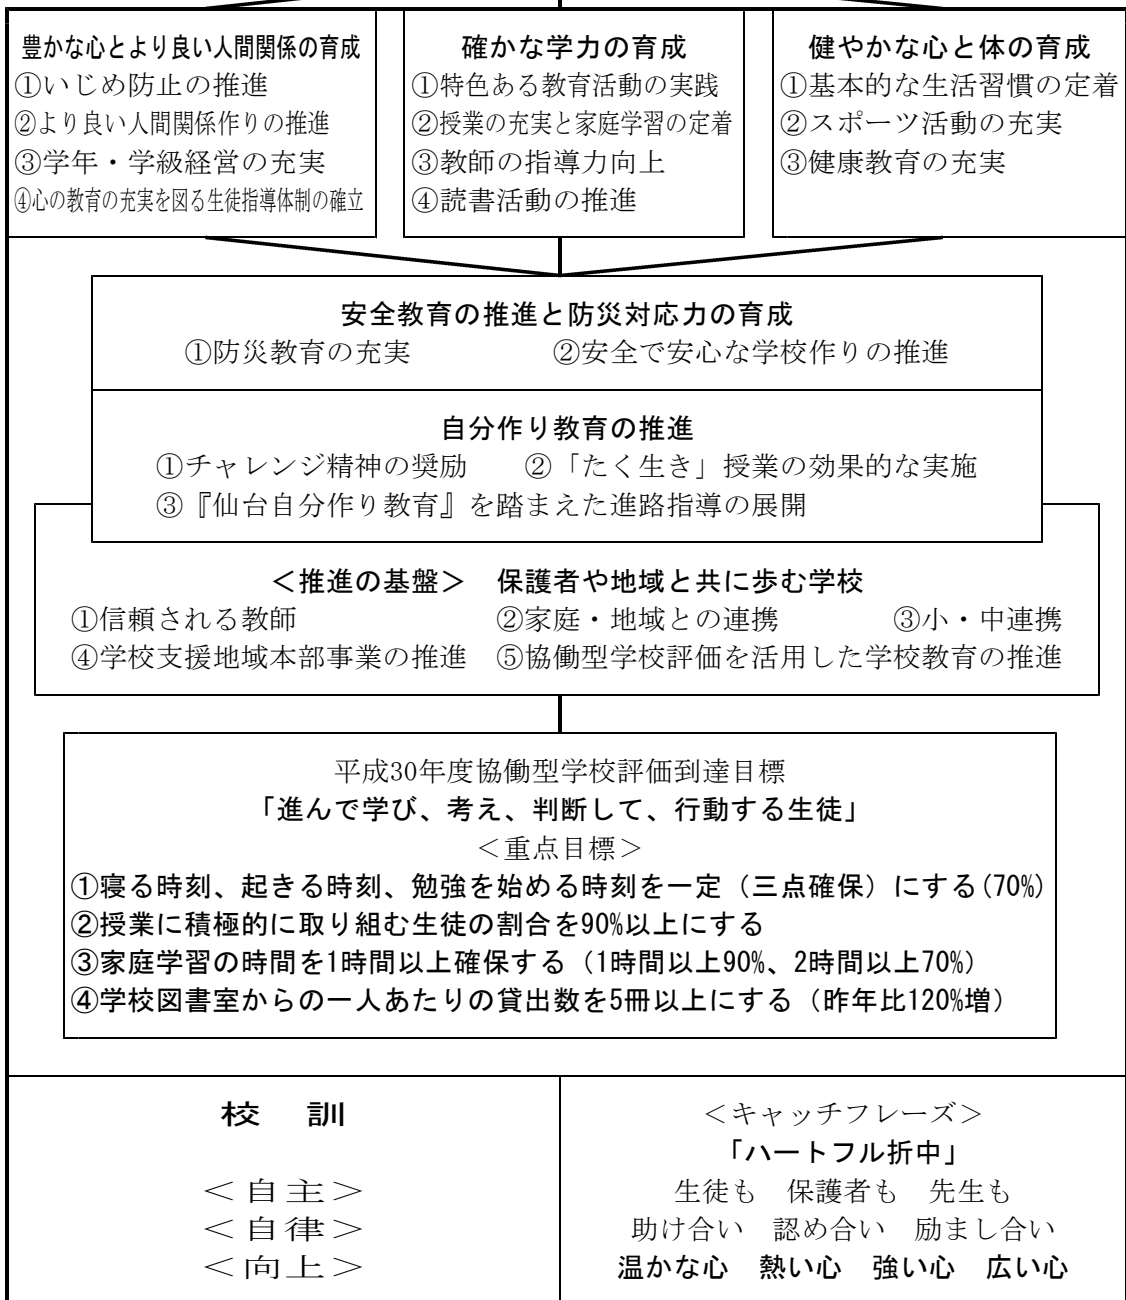 豊かな心とより良い人間関係の育成
①いじめ防止の推進
②より良い人間関係作りの推進
③学年・学級経営の充実
④心の教育の充実を図る生徒指導体制の確立
確かな学力の育成
①特色ある教育活動の実践
②授業の充実と家庭学習の定着
③教師の指導力向上
④読書活動の推進
健やかな心と体の育成
①基本的な生活習慣の定着
②スポーツ活動の充実
③健康教育の充実
安全教育の推進と防災対応力の育成
①防災教育の充実　②安全で安心な学校作りの推進
自分作り教育の推進
①チャレンジ精神の奨励　②「たく生き」授業の効果的な実施
③『仙台自分作り教育』を踏まえた進路指導の展開
＜推進の基盤＞　保護者や地域と共に歩む学校
①信頼される教師　②家庭・地域との連携　③小・中連携
④学校支援地域本部事業の推進　⑤協働型学校評価を活用した学校教育の推進
平成30年度協働型学校評価到達目標
「進んで学び、考え、判断して、行動する生徒」
＜重点目標＞
①寝る時刻、起きる時刻、勉強を始める時刻を一定（三点確保）にする(70%)
②授業に積極的に取り組む生徒の割合を90%以上にする
③家庭学習の時間を1時間以上確保する（1時間以上90%、2時間以上70%）
④学校図書室からの一人あたりの貸出数を5冊以上にする（昨年比120%増）
校　訓
＜自主＞
＜自律＞
＜向上＞
＜キャッチフレーズ＞
「ハートフル折中」
生徒も　保護者も　先生も
助け合い　認め合い　励まし合い
温かな心　熱い心　強い心　広い心